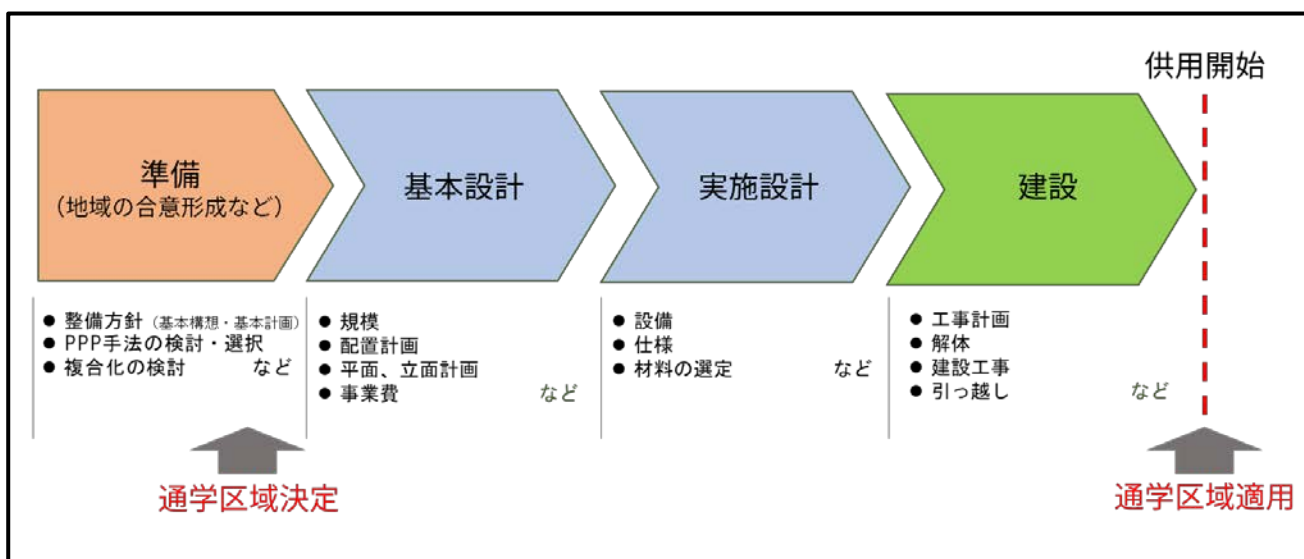 供用開始
準備
（地域の合意形成など）
基本設計
実施設計
建設
● 整備方針（基本構想・基本計画）
● PPP手法の検討・選択
● 複合化の検討　など
● 規模
● 配置計画
● 平面、立面計画
● 事業費　など
● 設備
● 仕様
● 材料の選定　など
● 工事計画
● 解体
● 建設工事
● 引っ越し　など
通学区域決定
通学区域適用